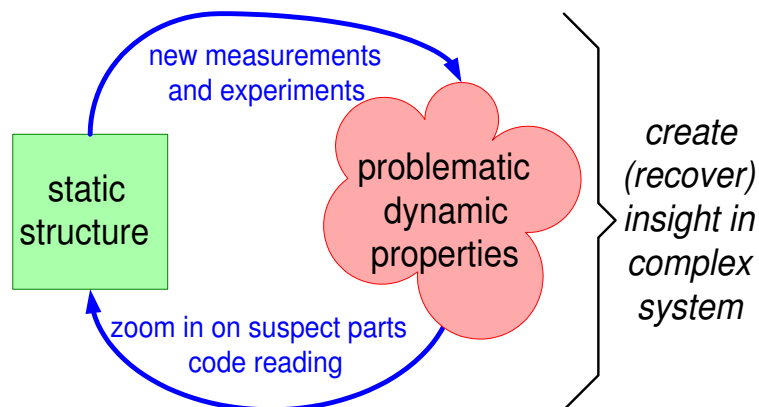 new measurements
and experiments
static
structure
problematic
dynamic
properties
zoom in on suspect parts
code reading
create
(recover)
insight in
complex
system